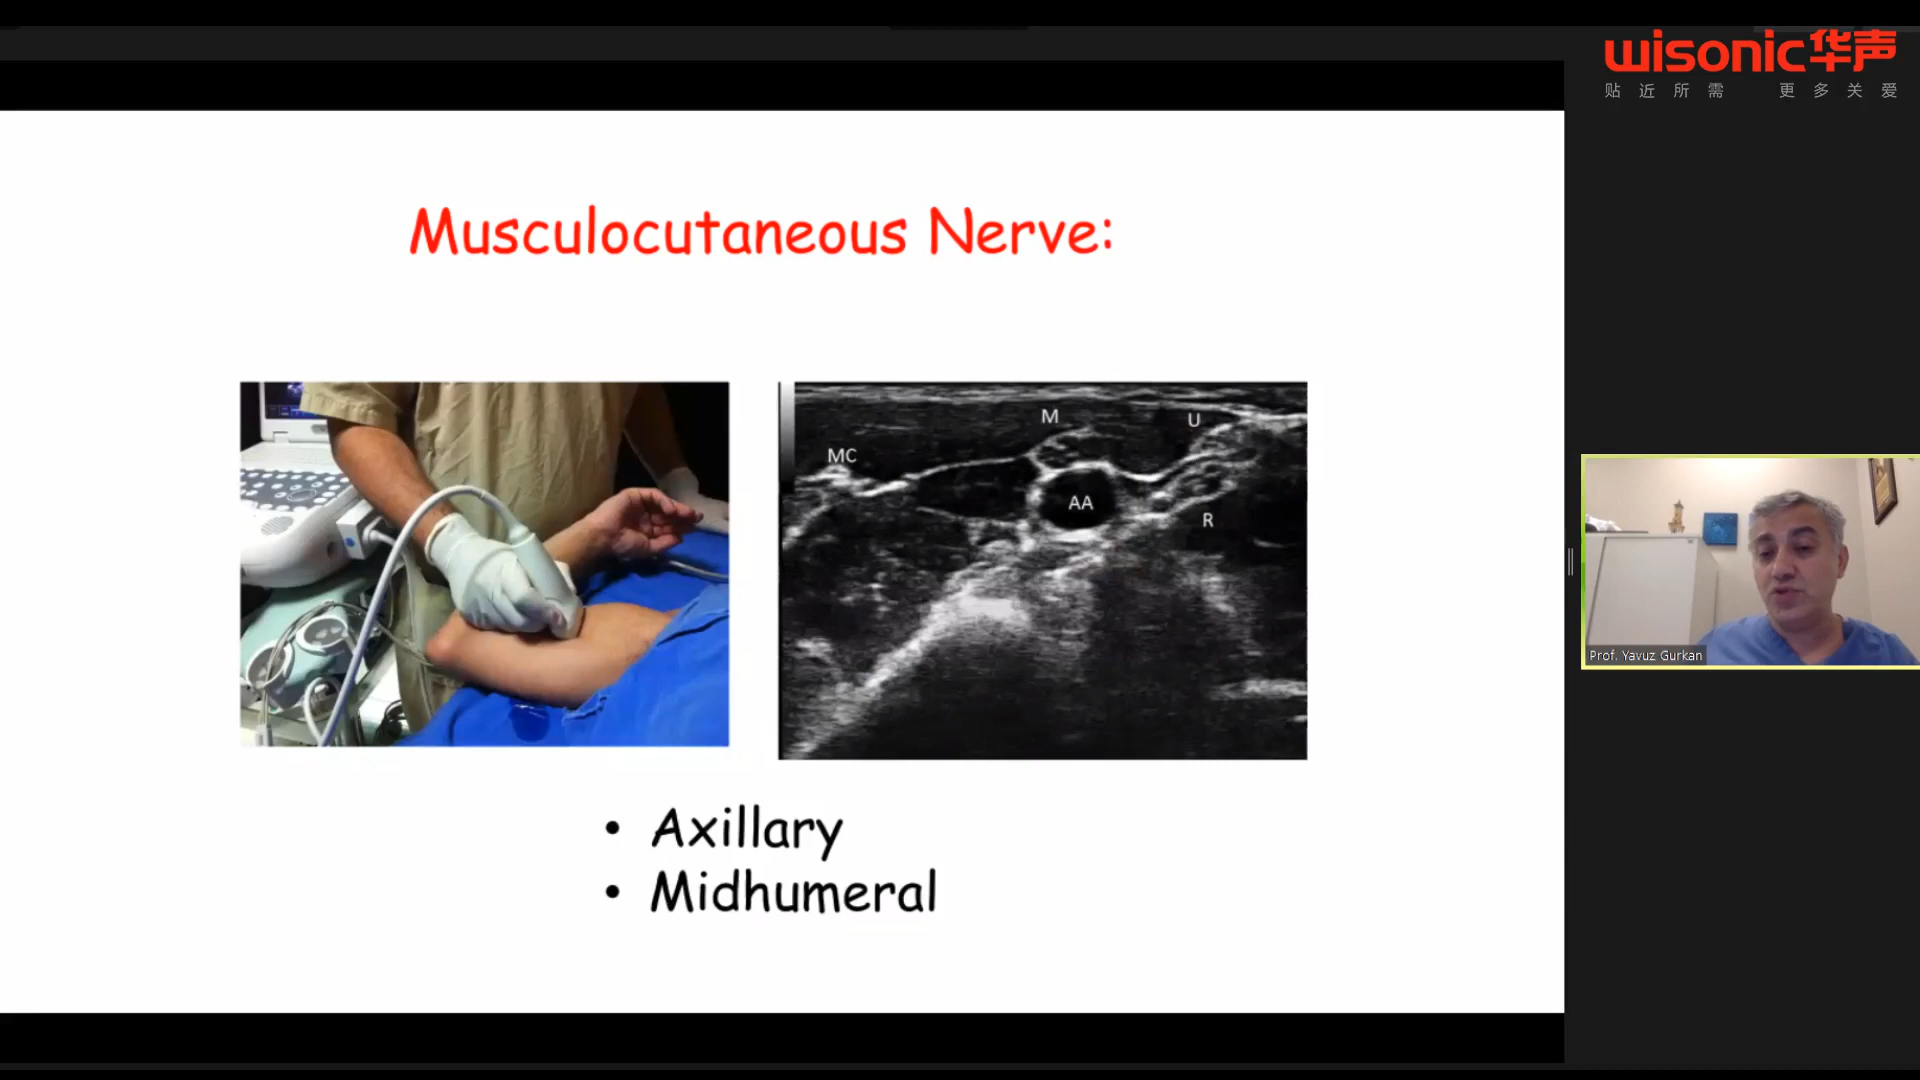 wisonic华声
贴近所需 更多关爱
Musculocutaneous Nerve:
MC
M
U
AA
R
• Axillary
• Midhumeral
Prof. Yavuz Gurkan